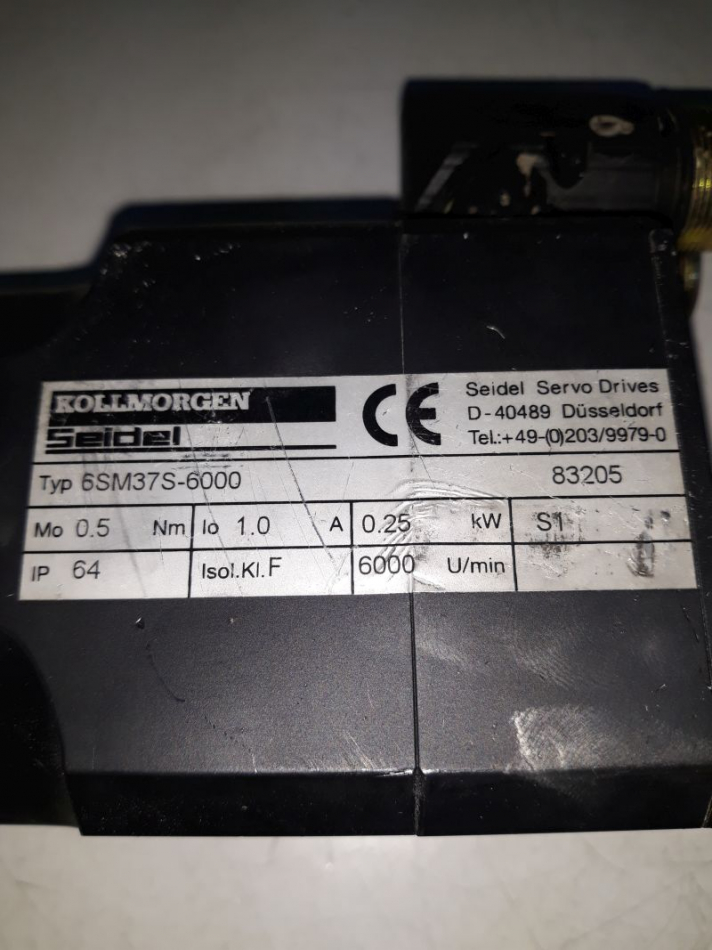 KOLLMORGEN
Seidel
CE
Seidel Servo Drives
D-40489 Düsseldorf
Tel.:+49-(0)203/9979-0
Typ 6SM37S-6000 83205
Mo 0.5 Nm Io 1.0 A 0.25 kW S1
IP 64 Isol.Kl. F 6000 U/min